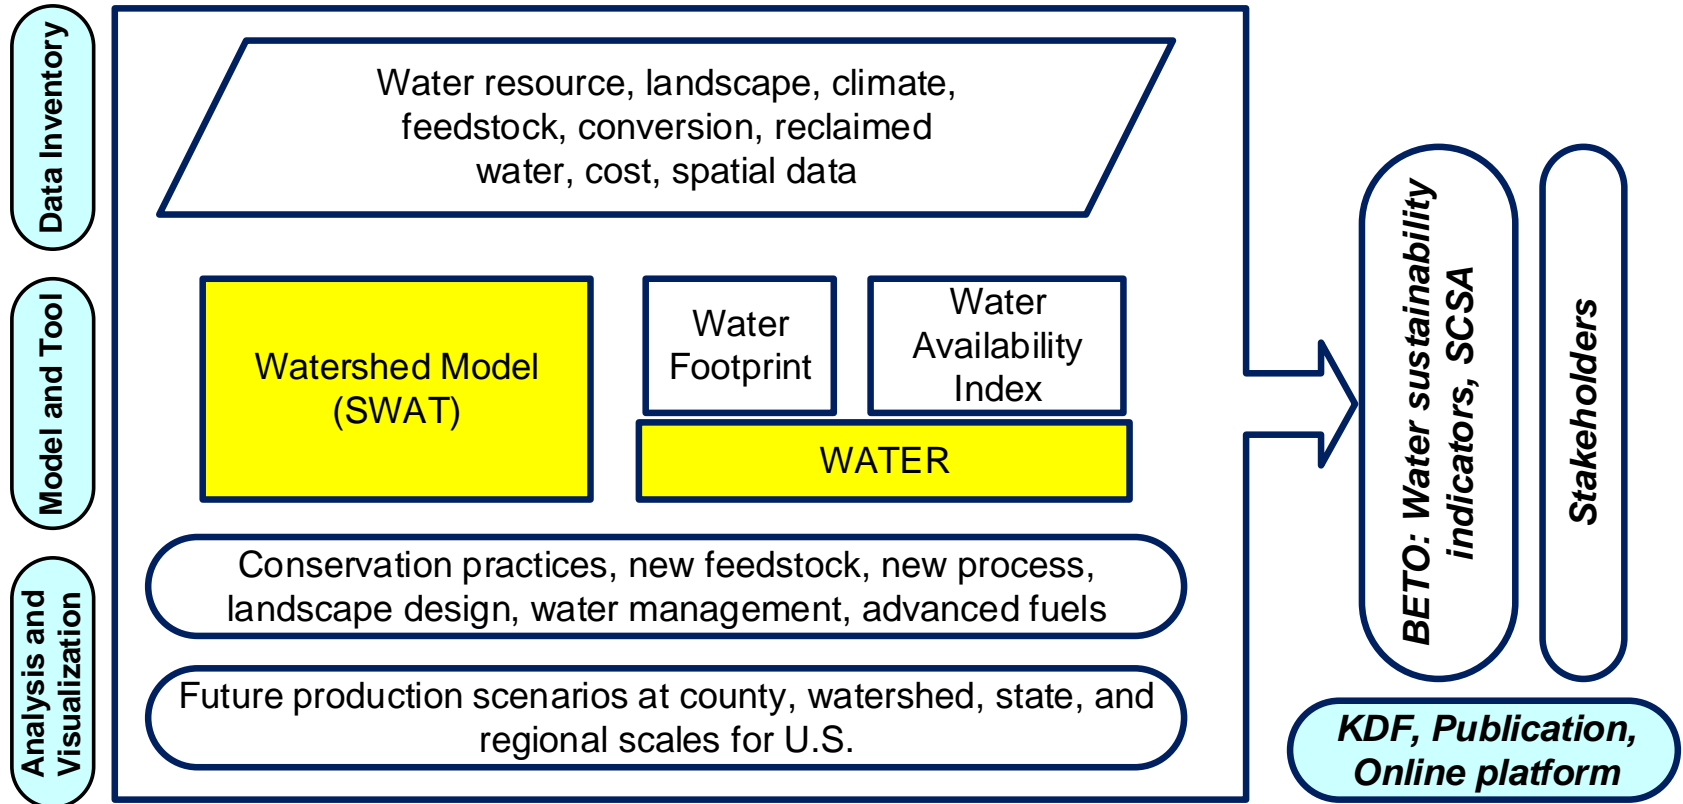 Data Inventory
Water resource, landscape, climate,
feedstock, conversion, reclaimed
water, cost, spatial data
Model and Tool
Watershed Model
(SWAT)
Water
Footprint
Water
Availability
Index
WATER
Analysis and
Visualization
Conservation practices, new feedstock, new process,
landscape design, water management, advanced fuels
Future production scenarios at county, watershed, state, and
regional scales for U.S.
BETO: Water sustainability
indicators, SCSA
Stakeholders
KDF, Publication,
Online platform